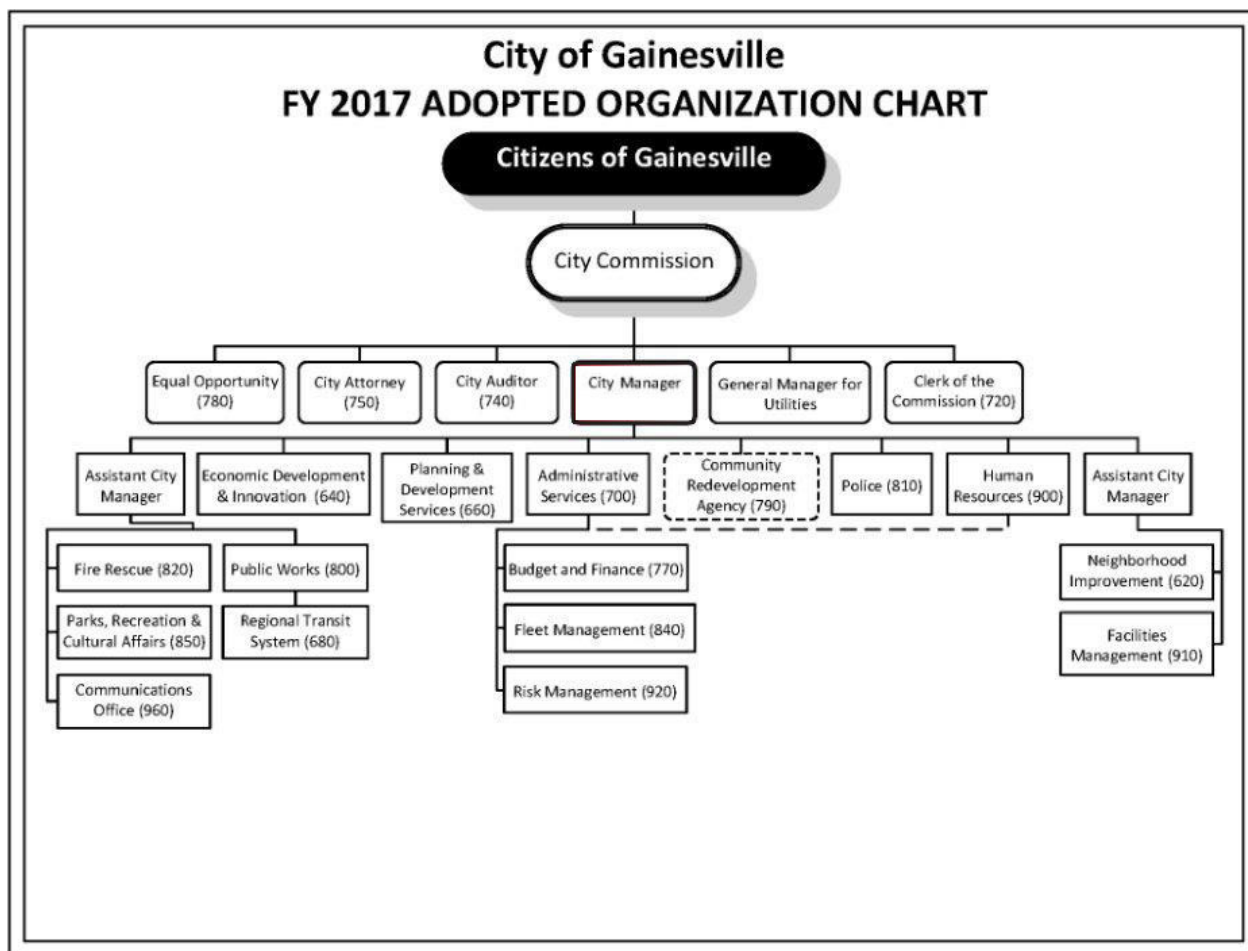 City of Gainesville
FY 2017 ADOPTED ORGANIZATION CHART
Citizens of Gainesville
City Commission
Equal Opportunity
(780)
City Attorney
(750)
City Auditor
(740)
City Manager
General Manager for
Utilities
Clerk of the
Commission (720)
Assistant City
Manager
Economic Development
& Innovation (640)
Planning &
Development
Services (660)
Administrative
Services (700)
Community
Redevelopment
Agency (790)
Police (810)
Human
Resources (900)
Assistant City
Manager
Fire Rescue (820)
Public Works (800)
Parks, Recreation &
Cultural Affairs (850)
Regional Transit
System (680)
Communications
Office (960)
Budget and Finance (770)
Fleet Management (840)
Risk Management (920)
Neighborhood
Improvement (620)
Facilities
Management (910)